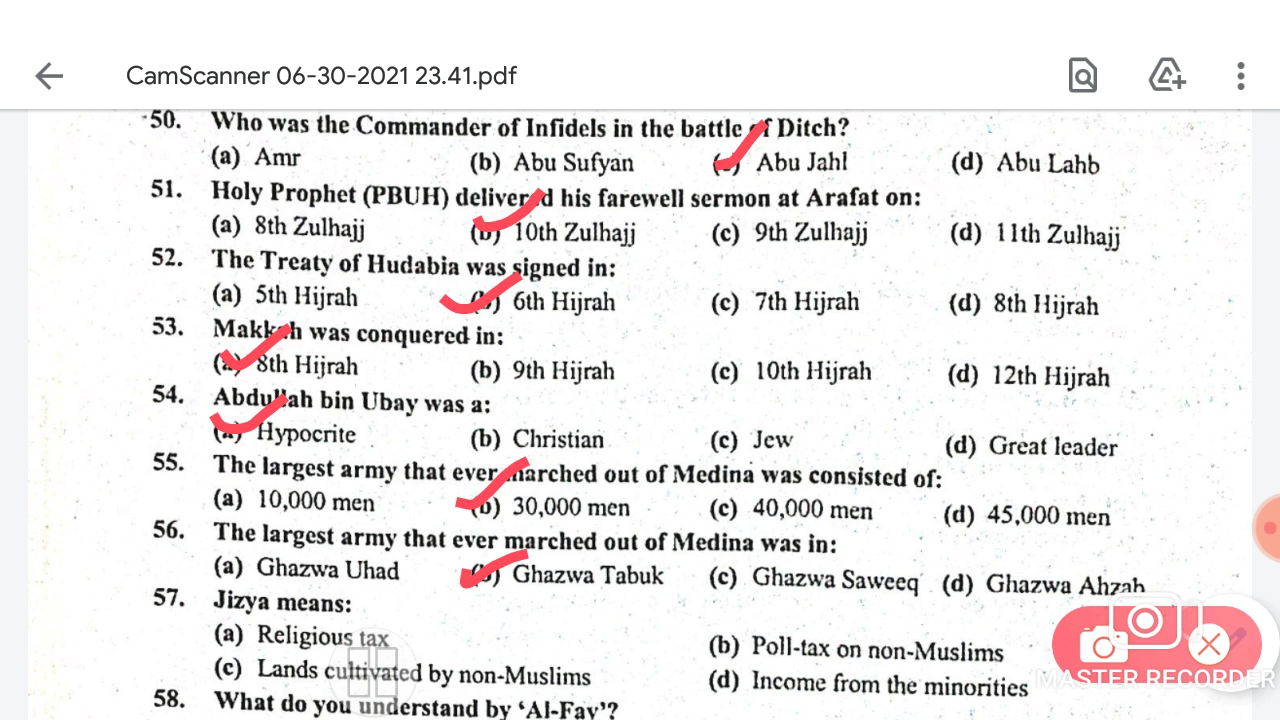 CamScanner 06-30-2021 23.41.pdf
50. Who was the Commander of Infidels in the battle of Ditch?
(a) Amr (b) Abu Sufyan (c) Abu Jahl (d) Abu Lahb
51. Holy Prophet (PBUH) delivered his farewell sermon at Arafat on:
(a) 8th Zulhajj (b) 10th Zulhajj (c) 9th Zulhajj (d) 11th Zulhajj
52. The Treaty of Hudabia was signed in:
(a) 5th Hijrah (b) 6th Hijrah (c) 7th Hijrah (d) 8th Hijrah
53. Makkah was conquered in:
(a) 8th Hijrah (b) 9th Hijrah (c) 10th Hijrah (d) 12th Hijrah
54. Abdullah bin Ubay was a:
(a) Hypocrite (b) Christian (c) Jew (d) Great leader
55. The largest army that ever marched out of Medina was consisted of:
(a) 10,000 men (b) 30,000 men (c) 40,000 men (d) 45,000 men
56. The largest army that ever marched out of Medina was in:
(a) Ghazwa Uhad (b) Ghazwa Tabuk (c) Ghazwa Saweeq (d) Ghazwa Ahzab
57. Jizya means:
(a) Religious tax (b) Poll-tax on non-Muslims
(c) Lands cultivated by non-Muslims (d) Income from the minorities
MASTER RECORDER
58. What do you understand by ‘Al-Fay’?